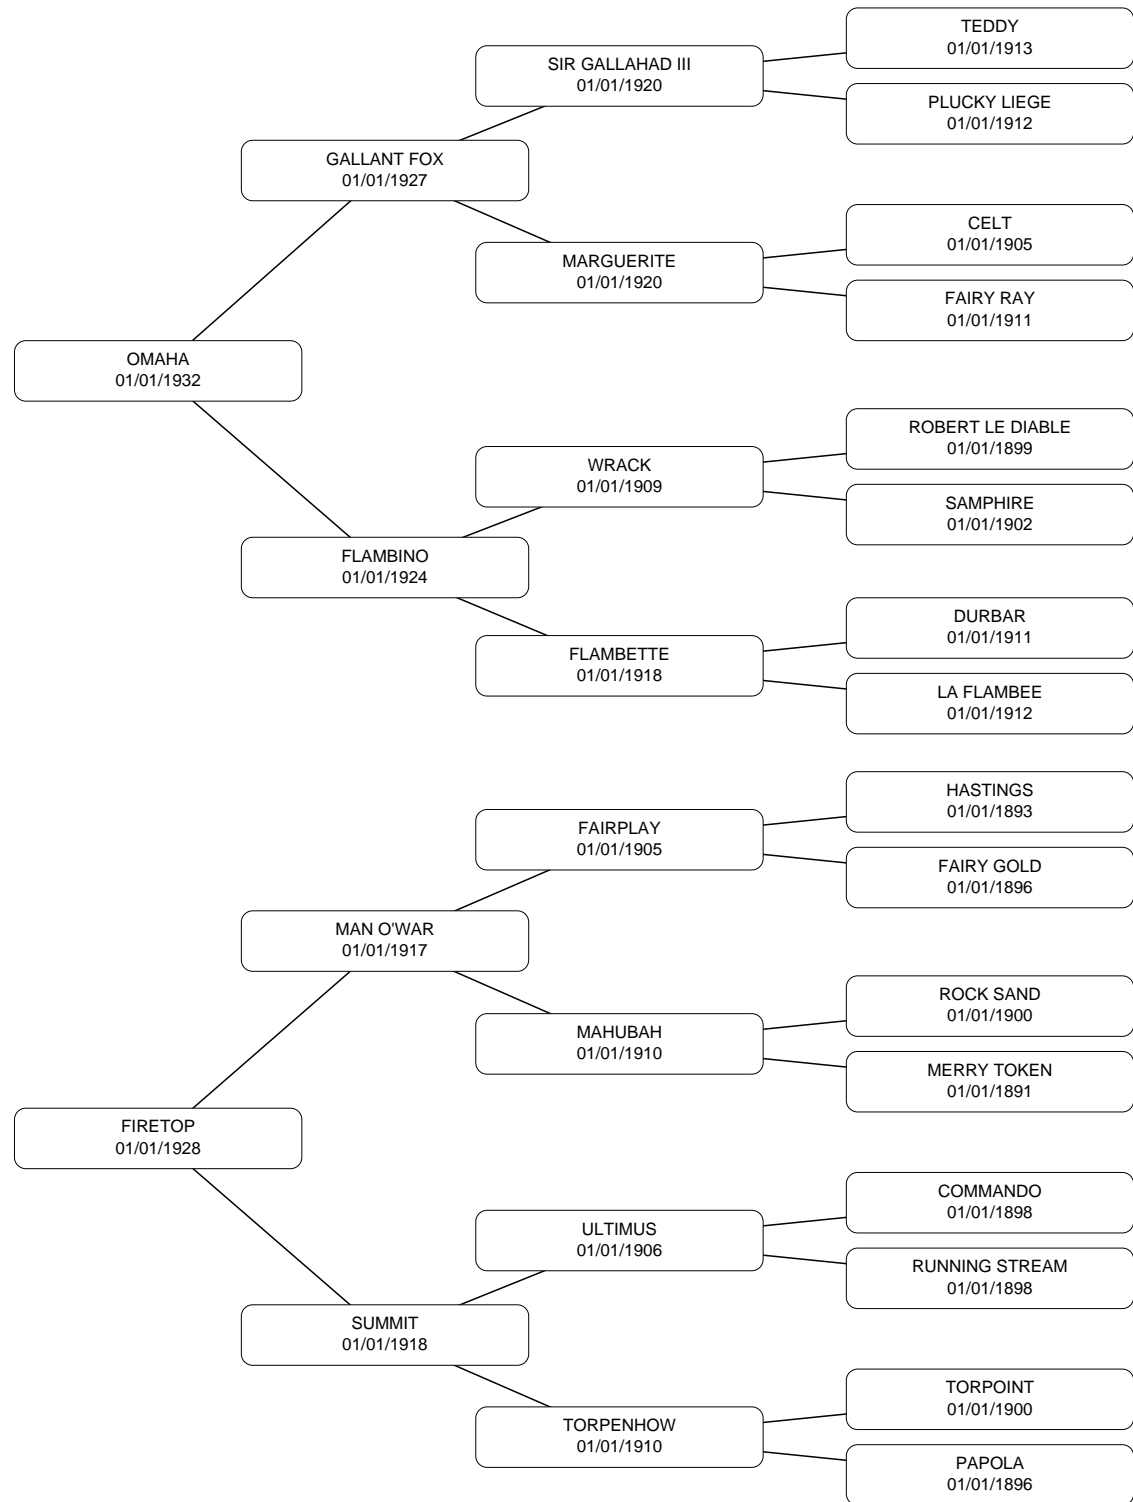 TEDDY
01/01/1913
SIR GALLAHAD III
01/01/1920
PLUCKY LIEGE
01/01/1912
GALLANT FOX
01/01/1927
CELT
01/01/1905
MARGUERITE
01/01/1920
FAIRY RAY
01/01/1911
OMAHA
01/01/1932
ROBERT LE DIABLE
01/01/1899
WRACK
01/01/1909
SAMPHIRE
01/01/1902
FLAMBINO
01/01/1924
DURBAR
01/01/1911
FLAMBETTE
01/01/1918
LA FLAMBEE
01/01/1912
HASTINGS
01/01/1893
FAIRPLAY
01/01/1905
FAIRY GOLD
01/01/1896
MAN O'WAR
01/01/1917
ROCK SAND
01/01/1900
MAHUBAH
01/01/1910
MERRY TOKEN
01/01/1891
FIRETOP
01/01/1928
COMMANDO
01/01/1898
ULTIMUS
01/01/1906
RUNNING STREAM
01/01/1898
SUMMIT
01/01/1918
TORPOINT
01/01/1900
TORPENHOW
01/01/1910
PAPOLA
01/01/1896